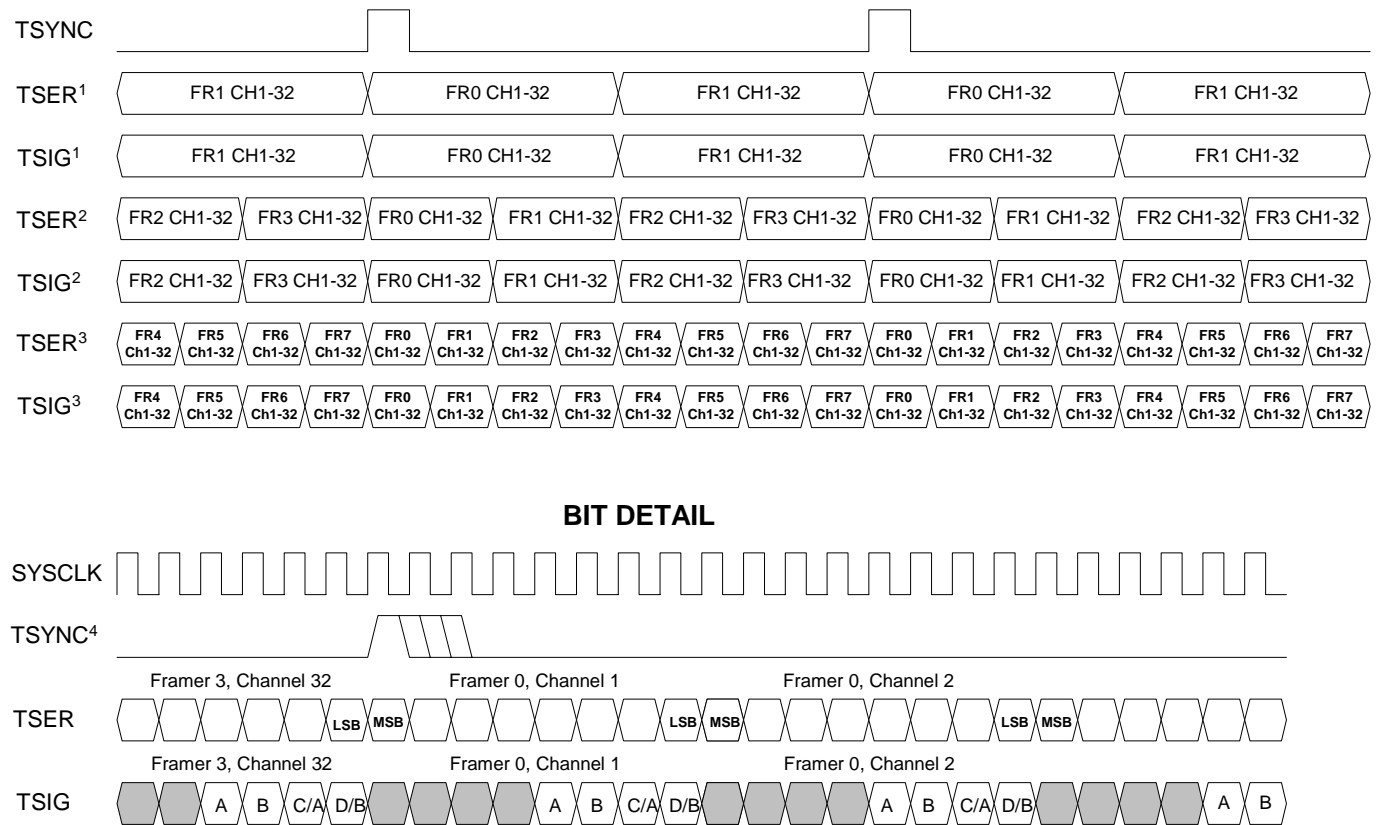 TSYNC
TSER1 FR1 CH1-32 FR0 CH1-32 FR1 CH1-32 FR0 CH1-32 FR1 CH1-32
TSIG1 FR1 CH1-32 FR0 CH1-32 FR1 CH1-32 FR0 CH1-32 FR1 CH1-32
TSER2 FR2 CH1-32 FR3 CH1-32 FR0 CH1-32 FR1 CH1-32 FR2 CH1-32 FR3 CH1-32 FR0 CH1-32 FR1 CH1-32 FR2 CH1-32 FR3 CH1-32
TSIG2 FR2 CH1-32 FR3 CH1-32 FR0 CH1-32 FR1 CH1-32 FR2 CH1-32 FR3 CH1-32 FR0 CH1-32 FR1 CH1-32 FR2 CH1-32 FR3 CH1-32
TSER3 FR4 FR5 FR6 FR7 FR0 FR1 FR2 FR3 FR4 FR5 FR6 FR7 FR0 FR1 FR2 FR3 FR4 FR5 FR6 FR7
Ch1-32 Ch1-32 Ch1-32 Ch1-32 Ch1-32 Ch1-32 Ch1-32 Ch1-32 Ch1-32 Ch1-32 Ch1-32 Ch1-32 Ch1-32 Ch1-32 Ch1-32 Ch1-32 Ch1-32 Ch1-32 Ch1-32 Ch1-32
TSIG3 FR4 FR5 FR6 FR7 FR0 FR1 FR2 FR3 FR4 FR5 FR6 FR7 FR0 FR1 FR2 FR3 FR4 FR5 FR6 FR7
Ch1-32 Ch1-32 Ch1-32 Ch1-32 Ch1-32 Ch1-32 Ch1-32 Ch1-32 Ch1-32 Ch1-32 Ch1-32 Ch1-32 Ch1-32 Ch1-32 Ch1-32 Ch1-32 Ch1-32 Ch1-32 Ch1-32 Ch1-32
BIT DETAIL
SYSCLK
TSYNC4
Framer 3, Channel 32 Framer 0, Channel 1 Framer 0, Channel 2
TSER LSB MSB LSB MSB LSB MSB
Framer 3, Channel 32 Framer 0, Channel 1 Framer 0, Channel 2
TSIG A B C/A D/B A B C/A D/B A B C/A D/B A B